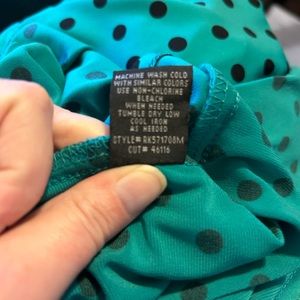 MACHINE WASH COLD
WITH SIMILAR COLORS
USE NON-CHLORINE
BLEACH
WHEN NEEDED
TUMBLE DRY LOW
COOL IRON
AS NEEDED
STYLE# RK571708M
CUT# 46116